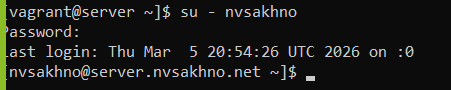 [vagrant@server ~]$ su - nvsakhno
Password:
Last login: Thu Mar  5 20:54:26 UTC 2026 on :0
[nvsakhno@server.nvsakhno.net ~]$